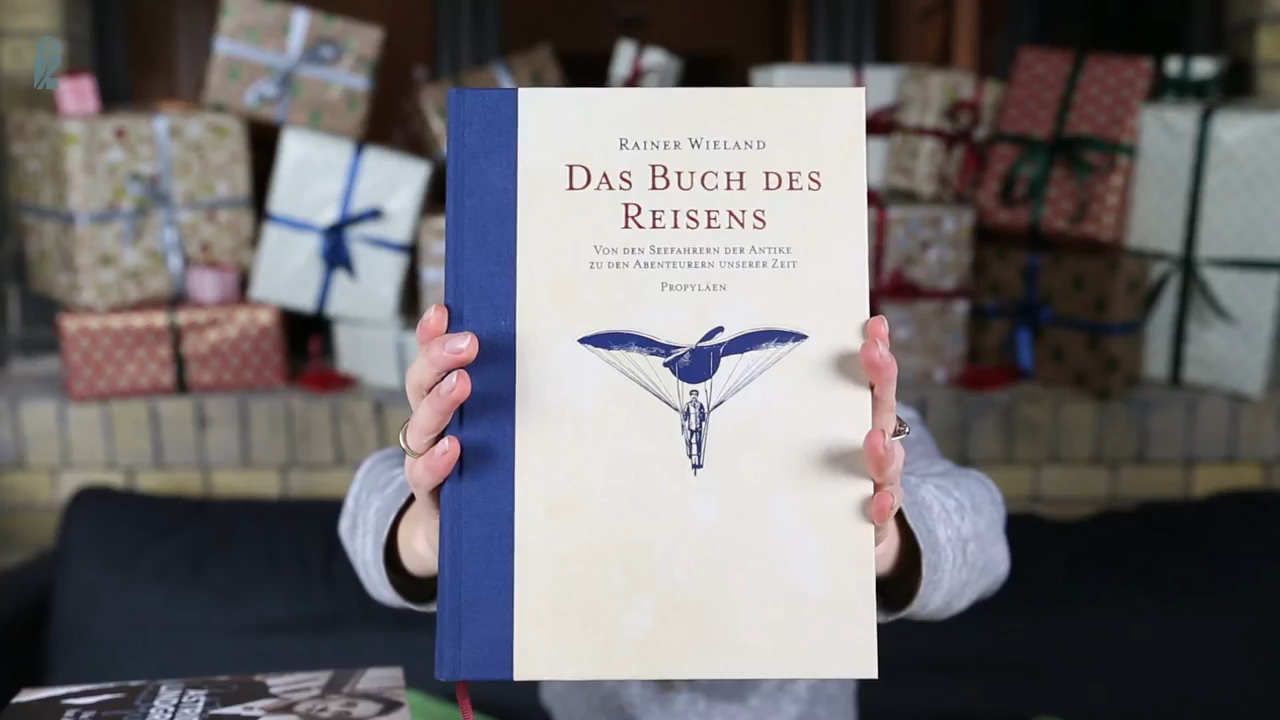 Rainer Wieland
Das Buch des
Reisens
Von den Seefahrern der Antike
zu den Abenteurern unserer Zeit
Propyläen